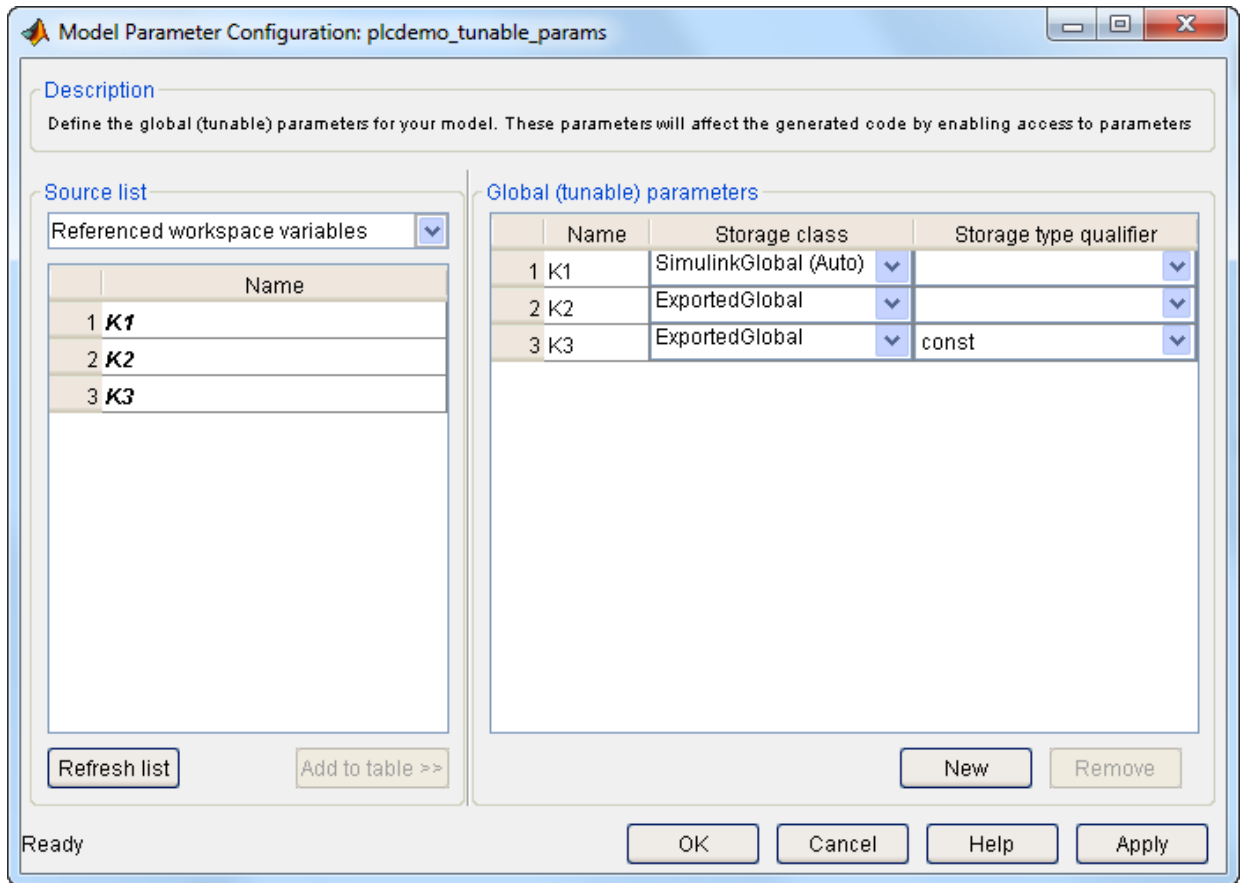 Model Parameter Configuration: plcdemo_tunable_params
Description
Define the global (tunable) parameters for your model. These parameters will affect the generated code by enabling access to parameters
Source list
Referenced workspace variables
Name
1 K1
2 K2
3 K3
Refresh list
Add to table >>
Global (tunable) parameters
Name Storage class Storage type qualifier
1 K1 SimulinkGlobal (Auto)
2 K2 ExportedGlobal
3 K3 ExportedGlobal const
New Remove
Ready
OK Cancel Help Apply